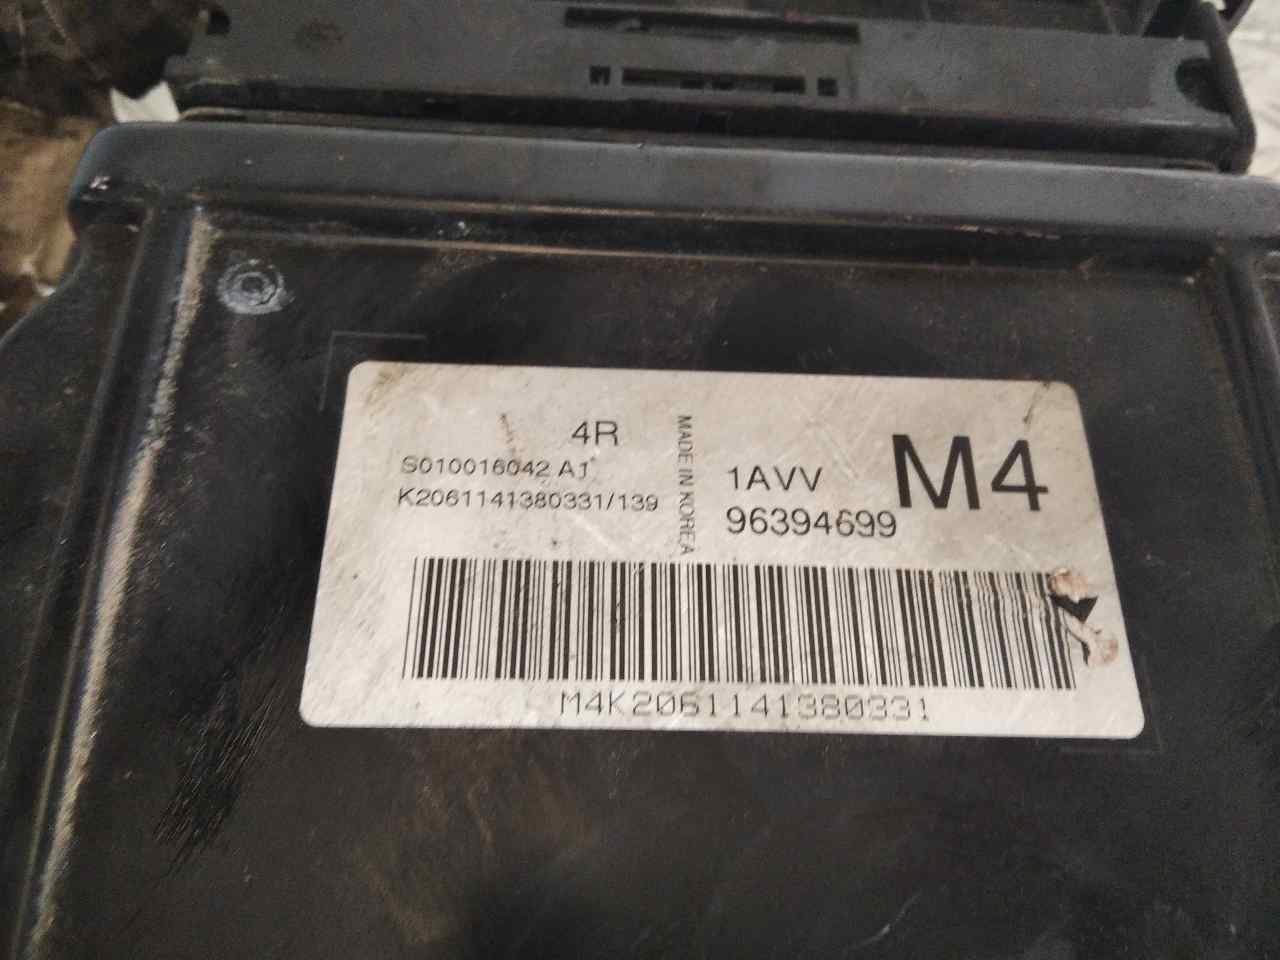 4R
S010016042 A1
K2061141380331/139
MADE IN KOREA
1AVV
96394699
M4
M4K2061141380331